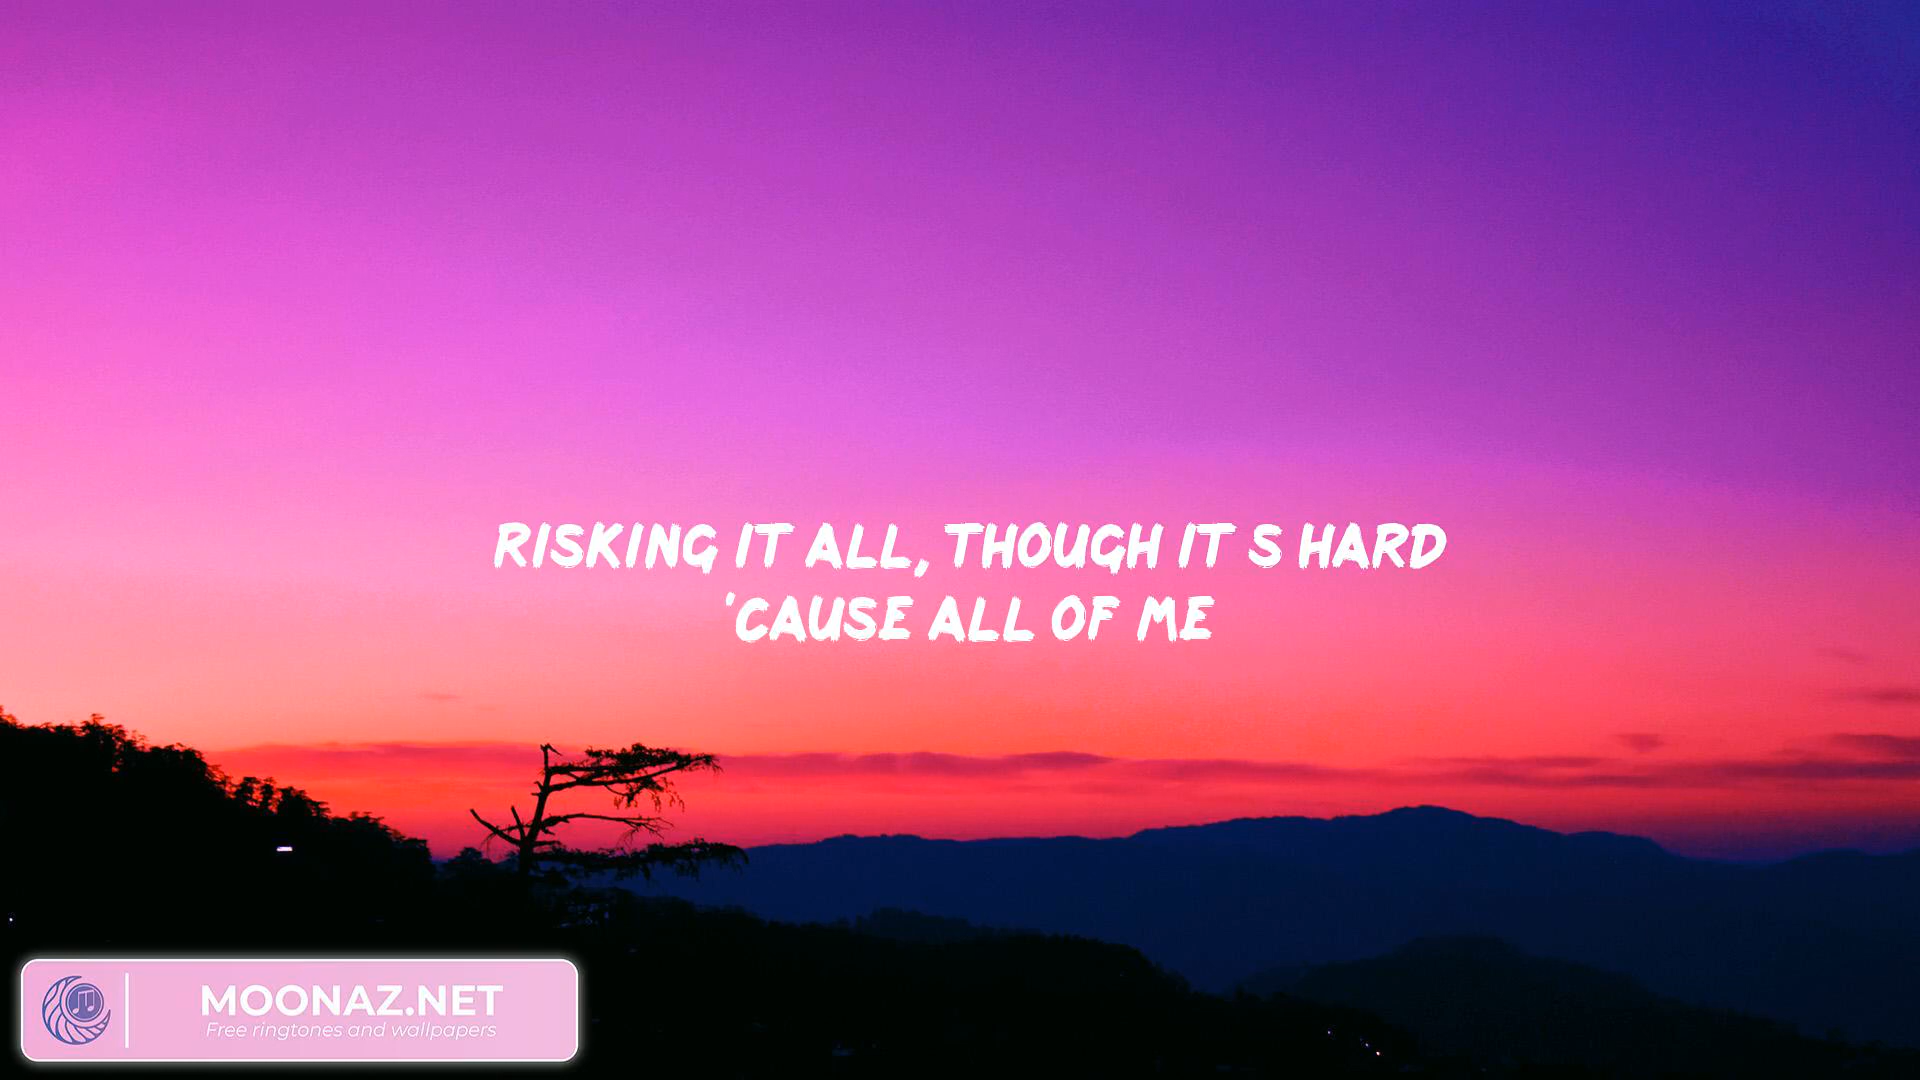 RISKING IT ALL, THOUGH IT S HARD
'CAUSE ALL OF ME
MOONAZ.NET
Free ringtones and wallpapers